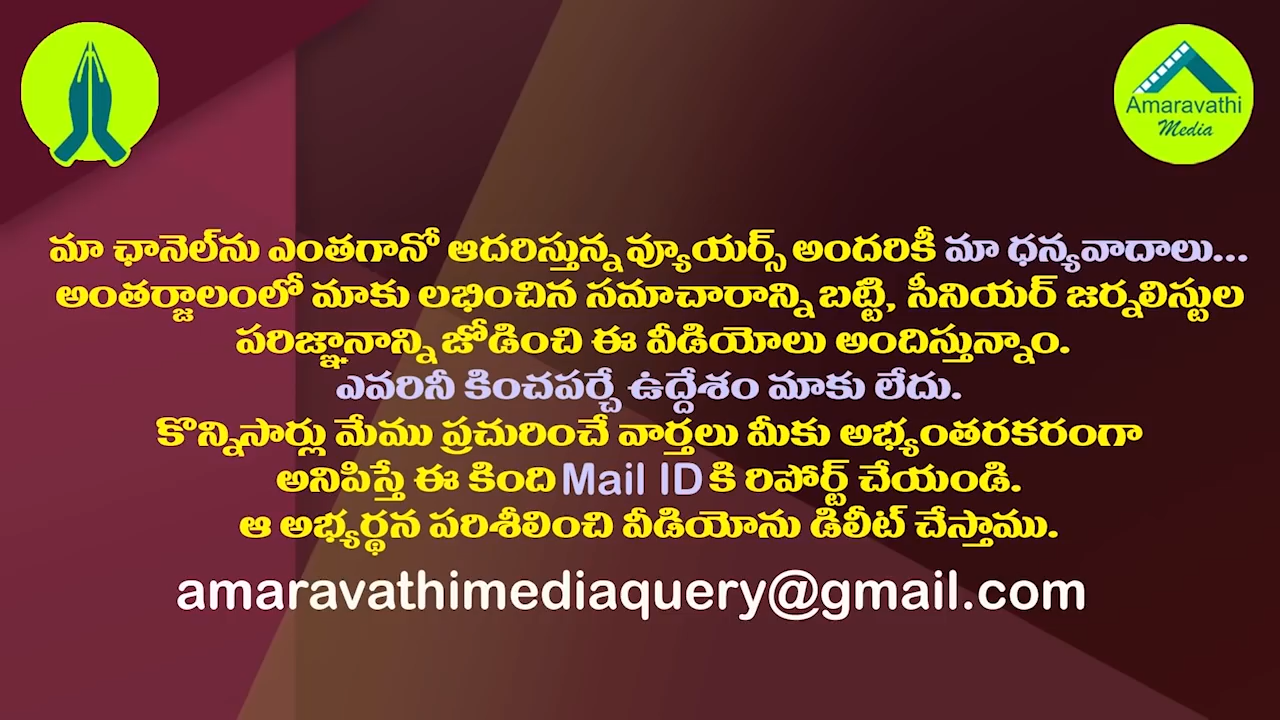 Amaravathi
Media
మా ఛానెల్‌ను ఎంతగానో ఆదరిస్తున్న వ్యూయర్స్ అందరికీ మా ధన్యవాదాలు...
అంతర్జాలంలో మాకు లభించిన సమాచారాన్ని బట్టి, సీనియర్ జర్నలిస్టుల
పరిజ్ఞానాన్ని జోడించి ఈ వీడియోలు అందిస్తున్నాం.
ఎవరినీ కించపర్చే ఉద్దేశం మాకు లేదు.
కొన్నిసార్లు మేము ప్రచురించే వార్తలు మీకు అభ్యంతరకరంగా
అనిపిస్తే ఈ కింది Mail ID కి రిపోర్ట్ చేయండి.
ఆ అభ్యర్థన పరిశీలించి వీడియోను డిలీట్ చేస్తాము.
amaravathimediaquery@gmail.com